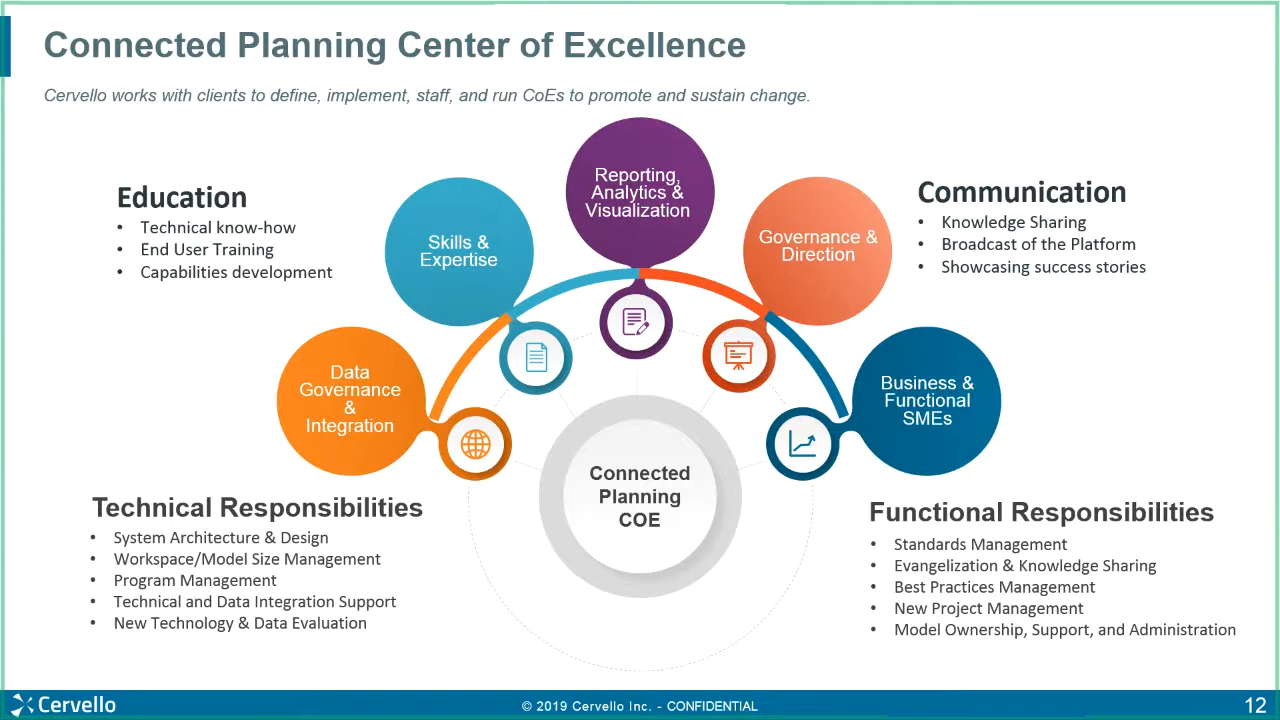 Connected Planning Center of Excellence
Cervello works with clients to define, implement, staff, and run CoEs to promote and sustain change.
Education
• Technical know-how
• End User Training
• Capabilities development
Skills &
Expertise
Reporting,
Analytics &
Visualization
Governance &
Direction
Communication
• Knowledge Sharing
• Broadcast of the Platform
• Showcasing success stories
Data
Governance
&
Integration
Business &
Functional
SMEs
Connected
Planning
COE
Technical Responsibilities
• System Architecture & Design
• Workspace/Model Size Management
• Program Management
• Technical and Data Integration Support
• New Technology & Data Evaluation
Functional Responsibilities
• Standards Management
• Evangelization & Knowledge Sharing
• Best Practices Management
• New Project Management
• Model Ownership, Support, and Administration
Cervello
© 2019 Cervello Inc. - CONFIDENTIAL
12